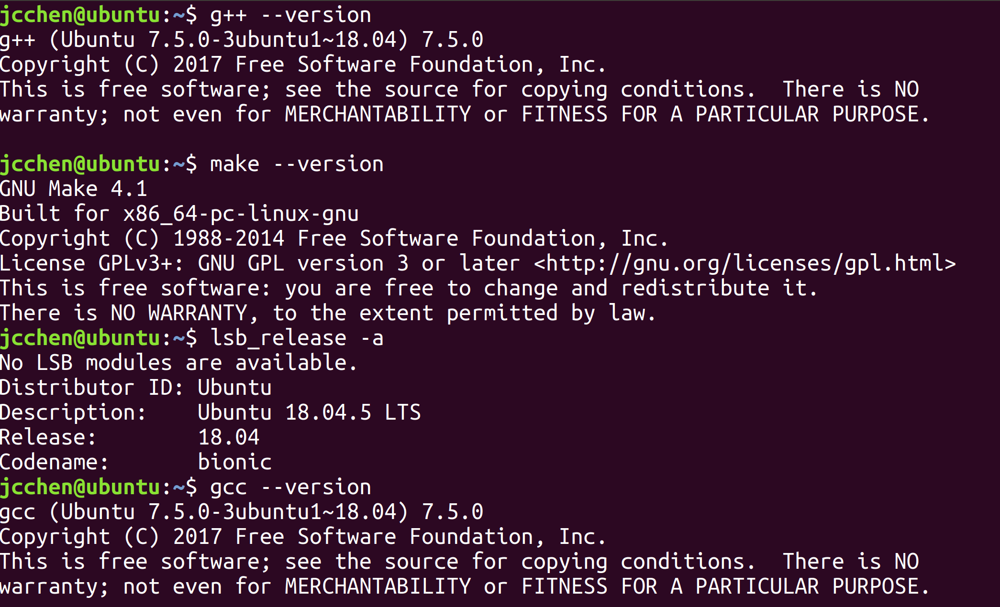 jcchen@ubuntu:~$ g++ --version
g++ (Ubuntu 7.5.0-3ubuntu1~18.04) 7.5.0
Copyright (C) 2017 Free Software Foundation, Inc.
This is free software; see the source for copying conditions.  There is NO
warranty; not even for MERCHANTABILITY or FITNESS FOR A PARTICULAR PURPOSE.

jcchen@ubuntu:~$ make --version
GNU Make 4.1
Built for x86_64-pc-linux-gnu
Copyright (C) 1988-2014 Free Software Foundation, Inc.
License GPLv3+: GNU GPL version 3 or later <http://gnu.org/licenses/gpl.html>
This is free software: you are free to change and redistribute it.
There is NO WARRANTY, to the extent permitted by law.
jcchen@ubuntu:~$ lsb_release -a
No LSB modules are available.
Distributor ID: Ubuntu
Description:    Ubuntu 18.04.5 LTS
Release:        18.04
Codename:       bionic
jcchen@ubuntu:~$ gcc --version
gcc (Ubuntu 7.5.0-3ubuntu1~18.04) 7.5.0
Copyright (C) 2017 Free Software Foundation, Inc.
This is free software; see the source for copying conditions.  There is NO
warranty; not even for MERCHANTABILITY or FITNESS FOR A PARTICULAR PURPOSE.